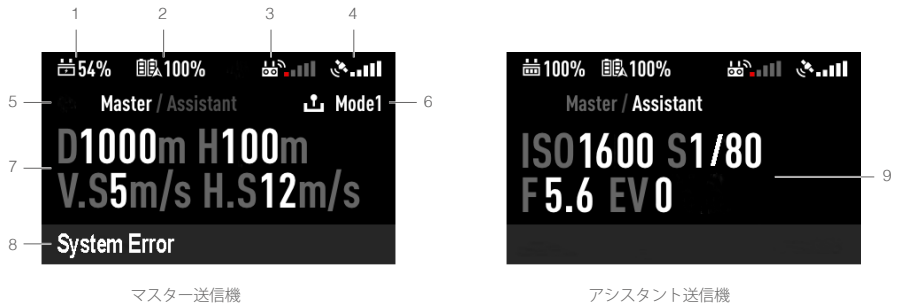 1 2 3 4
54% 100%
100% 100%
5 Master / Assistant Mode1 6
Master / Assistant
7 D1000m H100m
V.S5m/s H.S12m/s
ISO1600 S1/80
F5.6 EV0 9
8 System Error
マスター送信機
アシスタント送信機